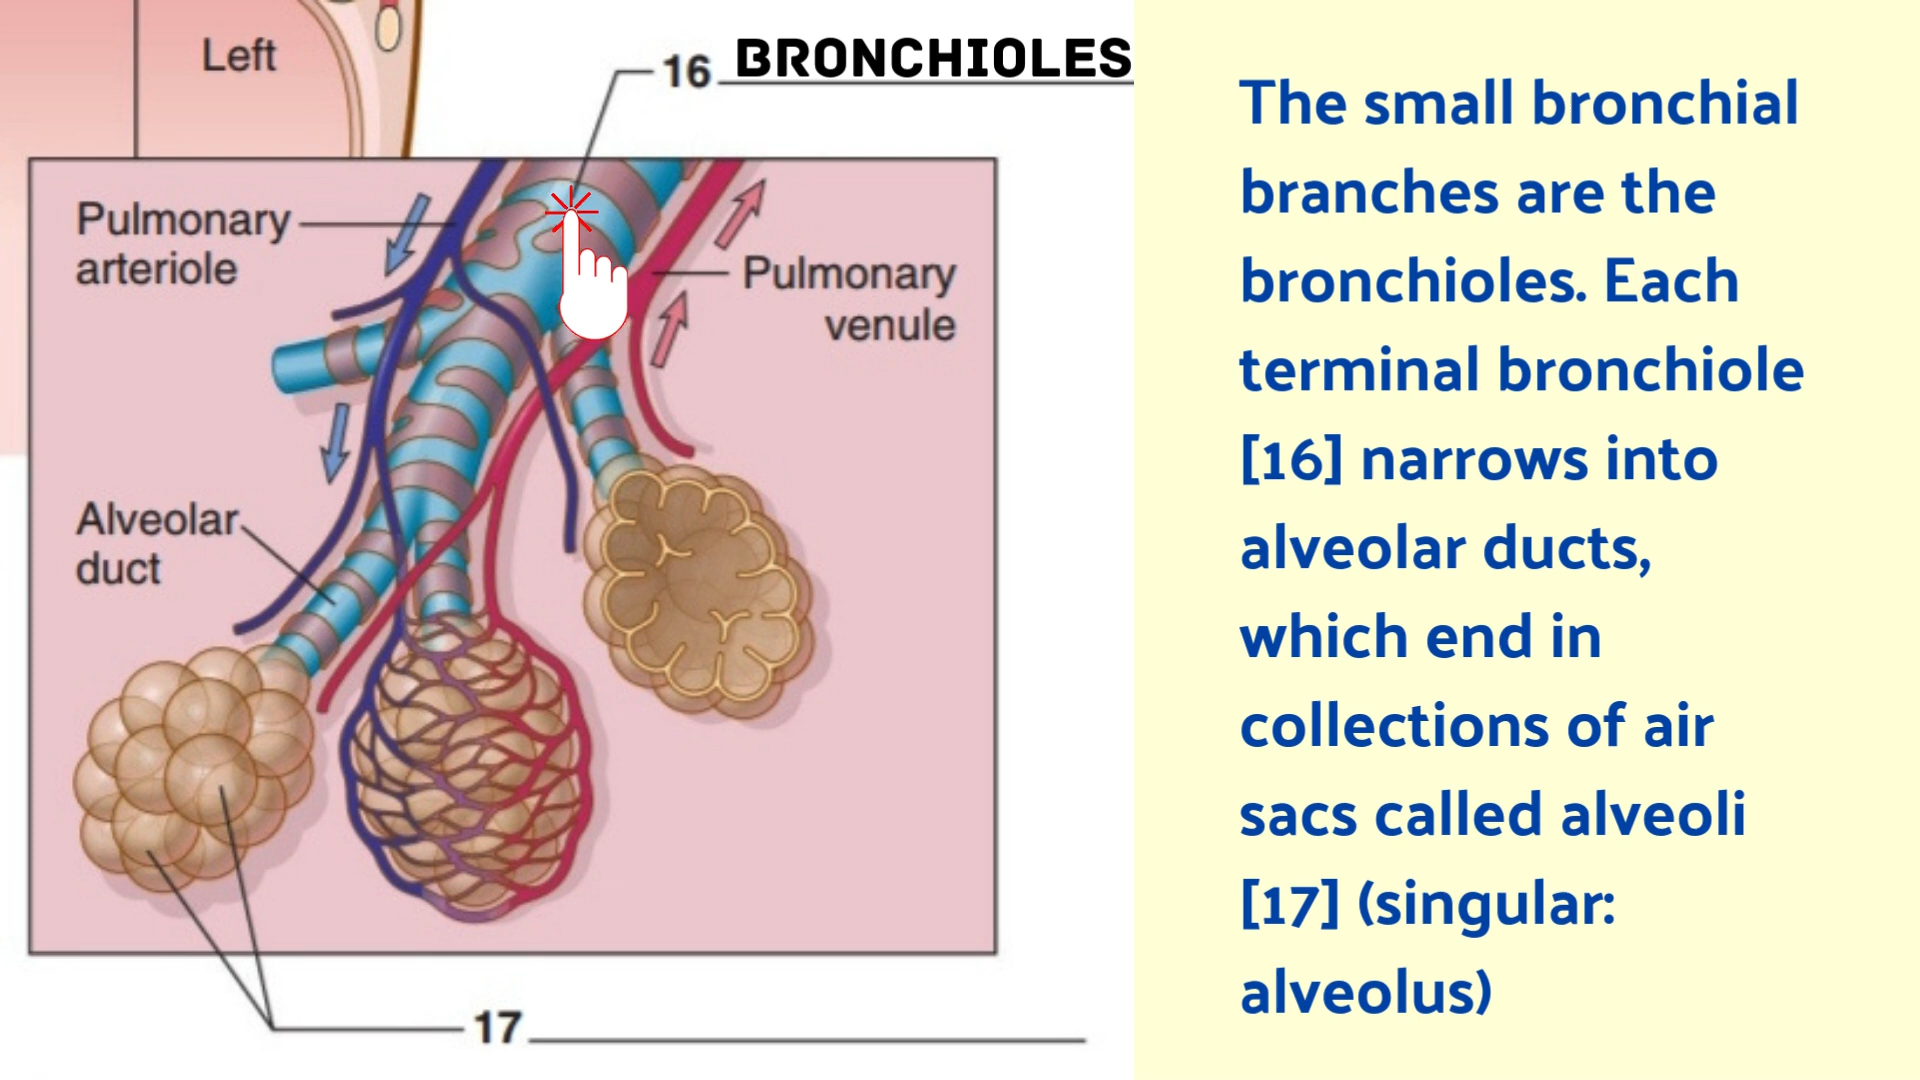 Left
16 BRONCHIOLES
Pulmonary
arteriole
Pulmonary
venule
Alveolar
duct
17
The small bronchial
branches are the
bronchioles. Each
terminal bronchiole
[16] narrows into
alveolar ducts,
which end in
collections of air
sacs called alveoli
[17] (singular:
alveolus)